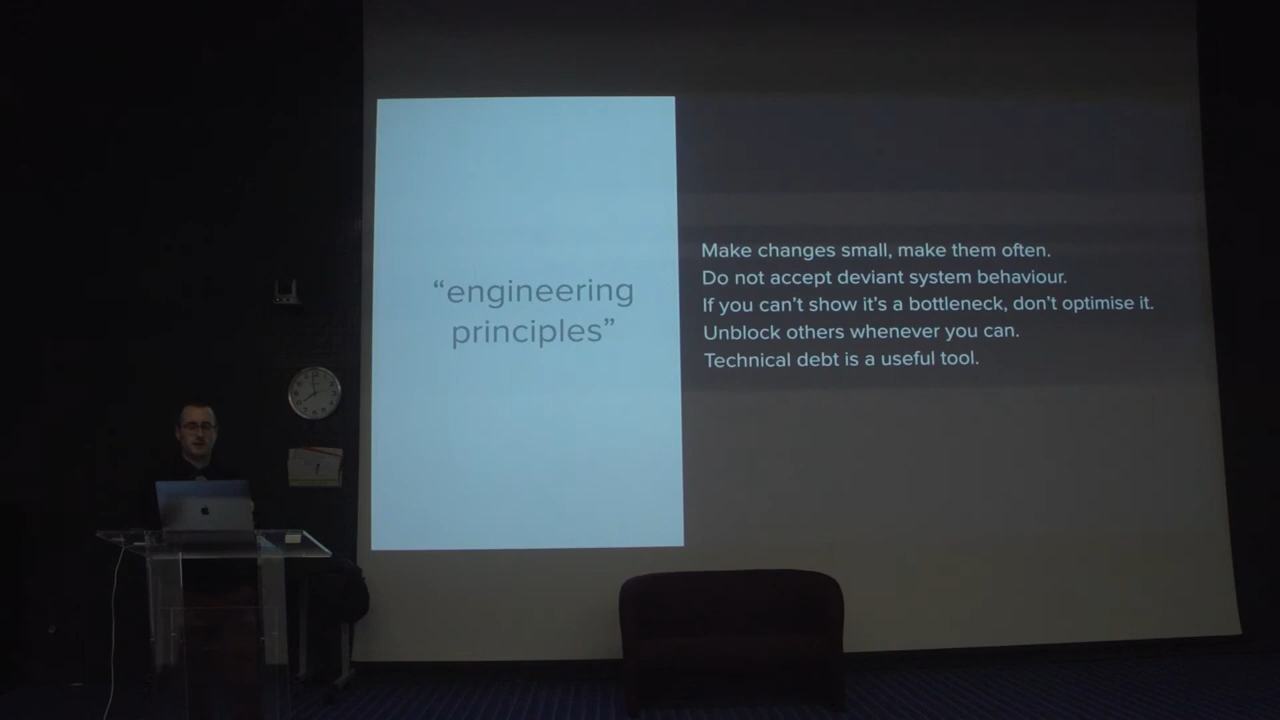 “engineering
principles”
Make changes small, make them often.
Do not accept deviant system behaviour.
If you can’t show it’s a bottleneck, don’t optimise it.
Unblock others whenever you can.
Technical debt is a useful tool.